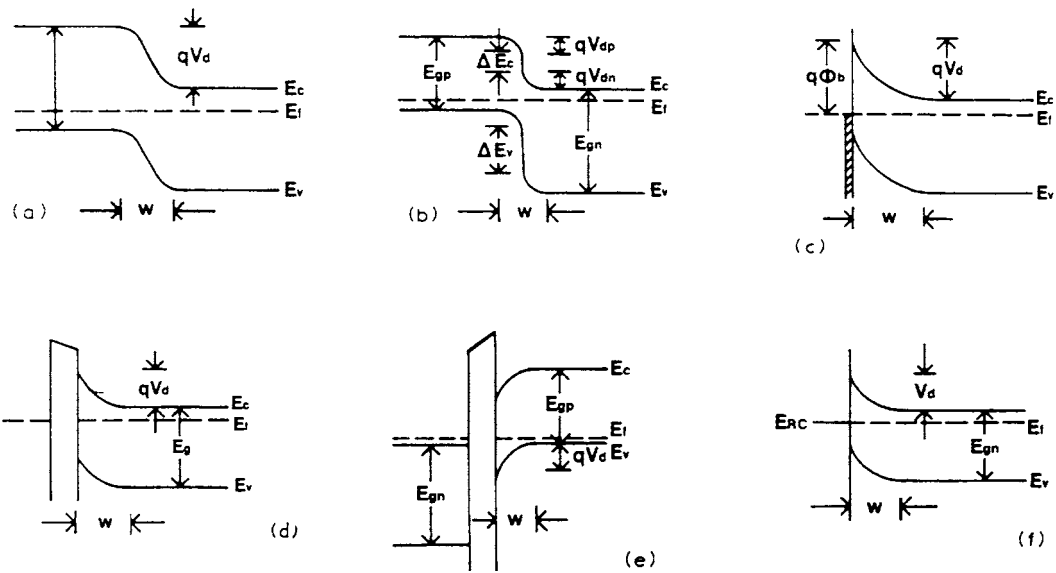 qVd
Ec
Ef
Ev
w
(a)
Egp
ΔEc
qVdp
qVdn
Ec
Ef
ΔEv
Egn
Ev
w
(b)
qΦb
qVd
Ec
Ef
Ev
w
(c)
qVd
Ec
Ef
Eg
Ev
w
(d)
Ec
Egp
Ef
qVd
Ev
Egn
w
(e)
Vd
ERC
Ec
Ef
Egn
Ev
w
(f)